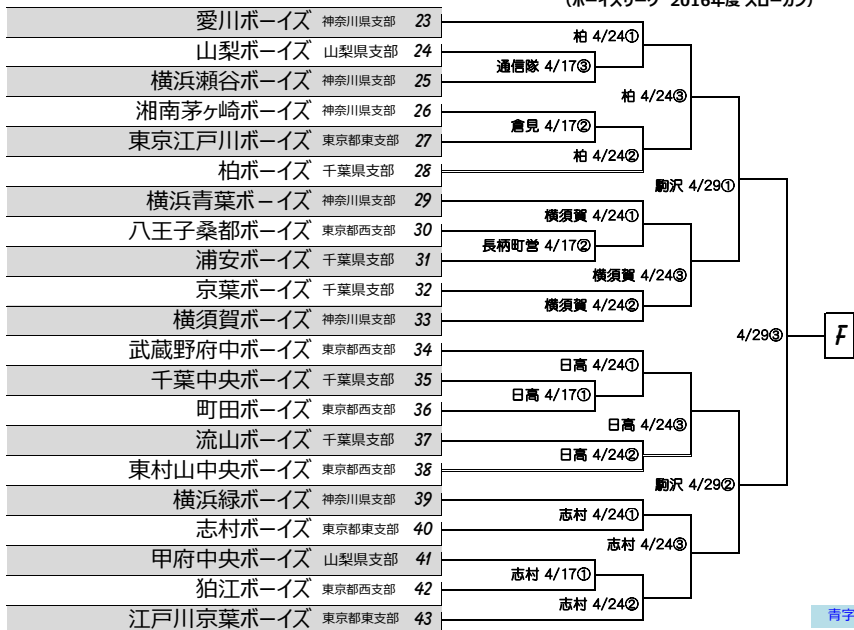 (ボーイズリーグ 2016年度 スローガン)
愛川ボーイズ 神奈川県支部 23
山梨ボーイズ 山梨県支部 24
横浜瀬谷ボーイズ 神奈川県支部 25
湘南茅ヶ崎ボーイズ 神奈川県支部 26
東京江戸川ボーイズ 東京都東支部 27
柏ボーイズ 千葉県支部 28
横浜青葉ボーイズ 神奈川県支部 29
八王子桑都ボーイズ 東京都西支部 30
浦安ボーイズ 千葉県支部 31
京葉ボーイズ 千葉県支部 32
横須賀ボーイズ 神奈川県支部 33
武蔵野府中ボーイズ 東京都西支部 34
千葉中央ボーイズ 千葉県支部 35
町田ボーイズ 東京都西支部 36
流山ボーイズ 千葉県支部 37
東村山中央ボーイズ 東京都西支部 38
横浜緑ボーイズ 神奈川県支部 39
志村ボーイズ 東京都東支部 40
甲府中央ボーイズ 山梨県支部 41
狛江ボーイズ 東京都西支部 42
江戸川京葉ボーイズ 東京都東支部 43
柏 4/24①
通信隊 4/17③
柏 4/24③
倉見 4/17②
柏 4/24②
駒沢 4/29①
横須賀 4/24①
長柄町営 4/17②
横須賀 4/24③
横須賀 4/24②
4/29③
F
日高 4/24①
日高 4/17①
日高 4/24③
日高 4/24②
駒沢 4/29②
志村 4/24①
志村 4/24③
志村 4/17①
志村 4/24②
青字